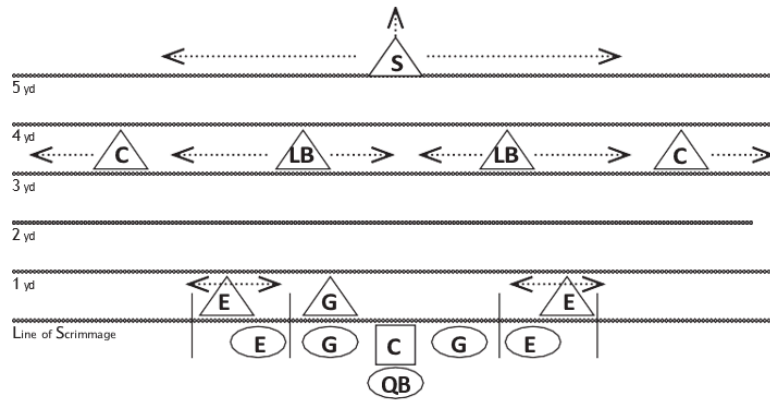 S
5 yd
4 yd
C LB LB C
3 yd
2 yd
1 yd
E G E
Line of Scrimmage
E G C G E
QB